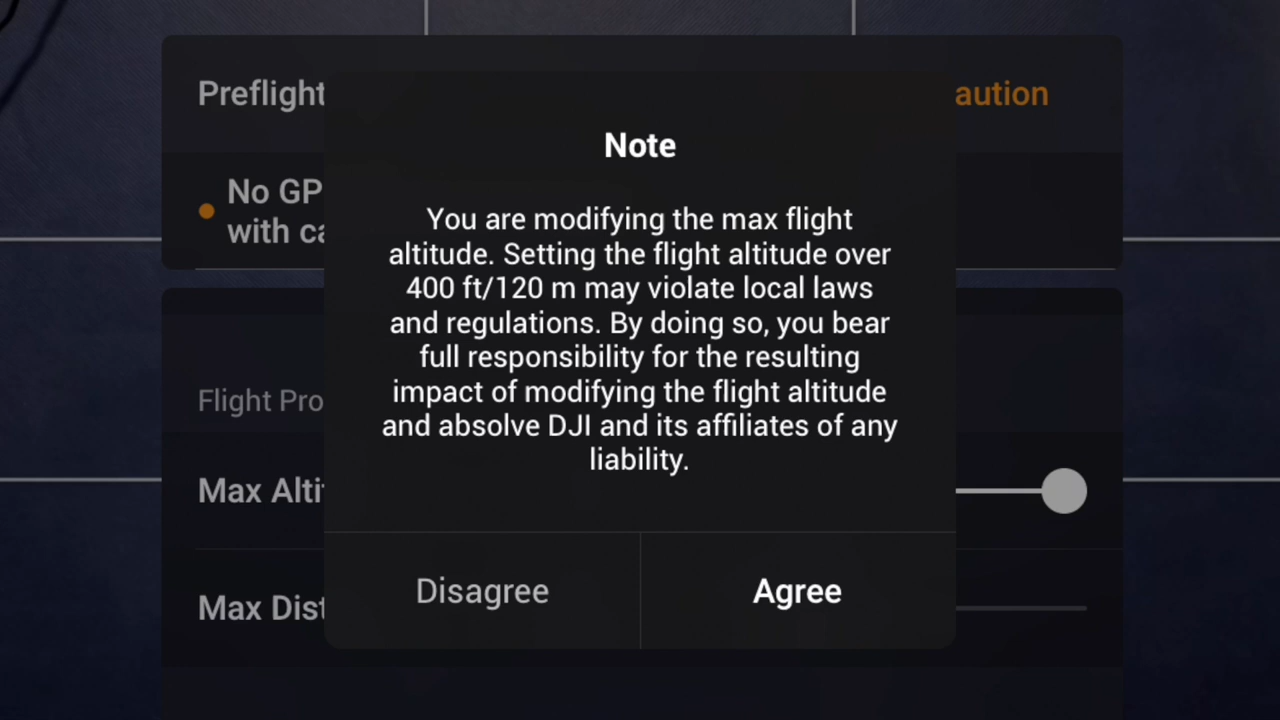 Preflight
aution
Note
No GP
with ca
You are modifying the max flight
altitude. Setting the flight altitude over
400 ft/120 m may violate local laws
and regulations. By doing so, you bear
full responsibility for the resulting
impact of modifying the flight altitude
and absolve DJI and its affiliates of any
liability.
Flight Pro
Max Alti
Max Dist
Disagree
Agree